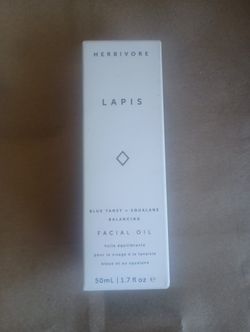 HERBIVORE
LAPIS
BLUE TANSY + SQUALANE
BALANCING
FACIAL OIL
huile équilibrante
pour le visage à la tanaisie
bleue et au squalane
50mL | 1.7 fl oz e